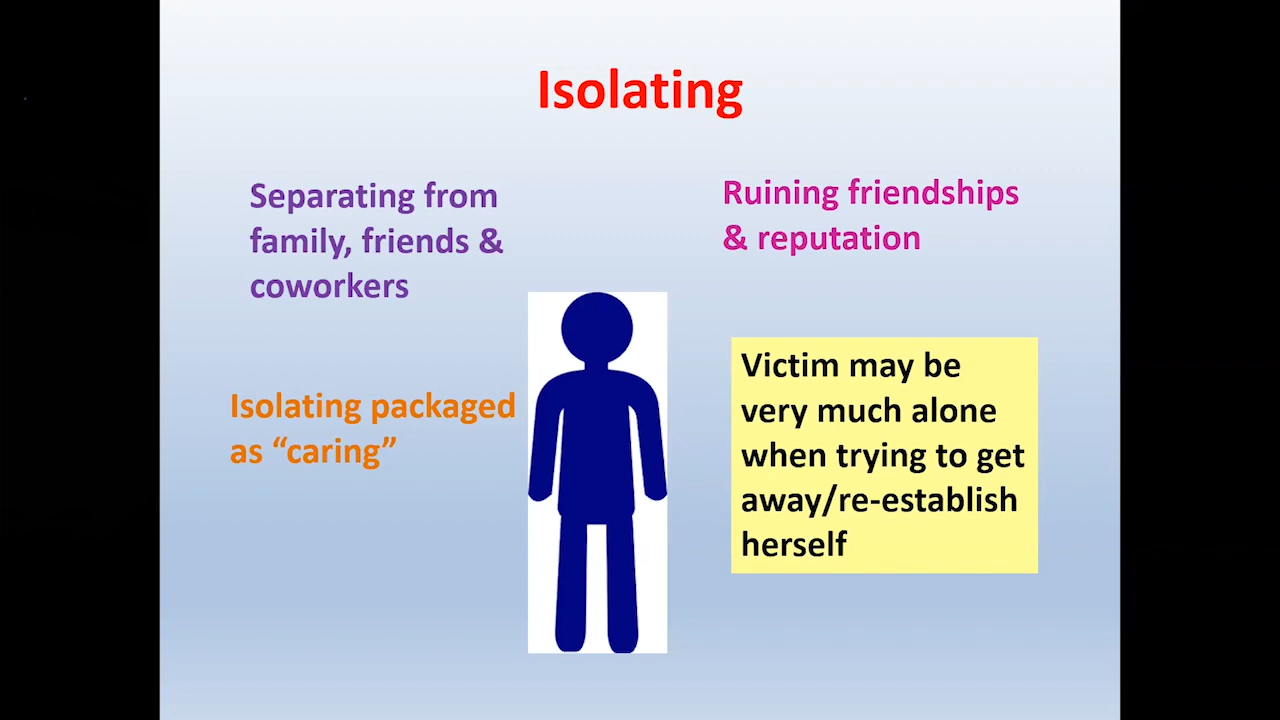 Isolating
Separating from
family, friends &
coworkers
Ruining friendships
& reputation
Isolating packaged
as “caring”
Victim may be
very much alone
when trying to get
away/re-establish
herself